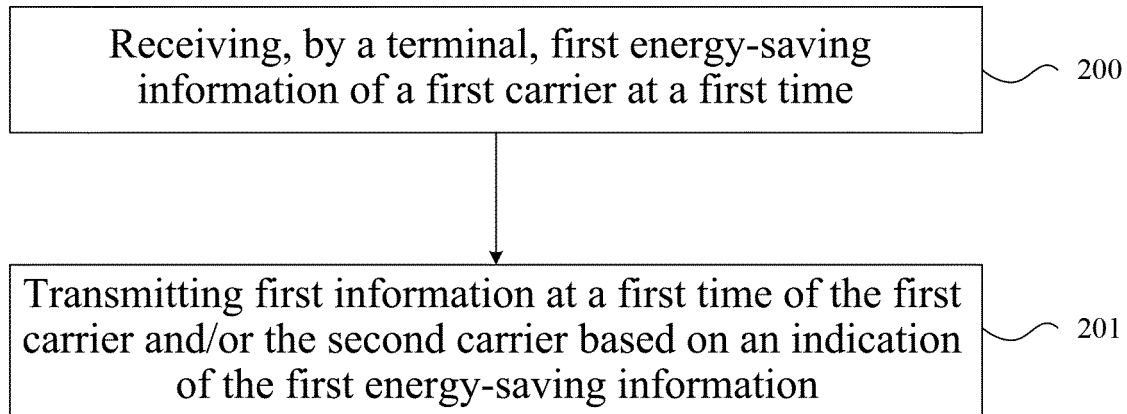 Receiving, by a terminal, first energy-saving
information of a first carrier at a first time
200
Transmitting first information at a first time of the first
carrier and/or the second carrier based on an indication
of the first energy-saving information
201